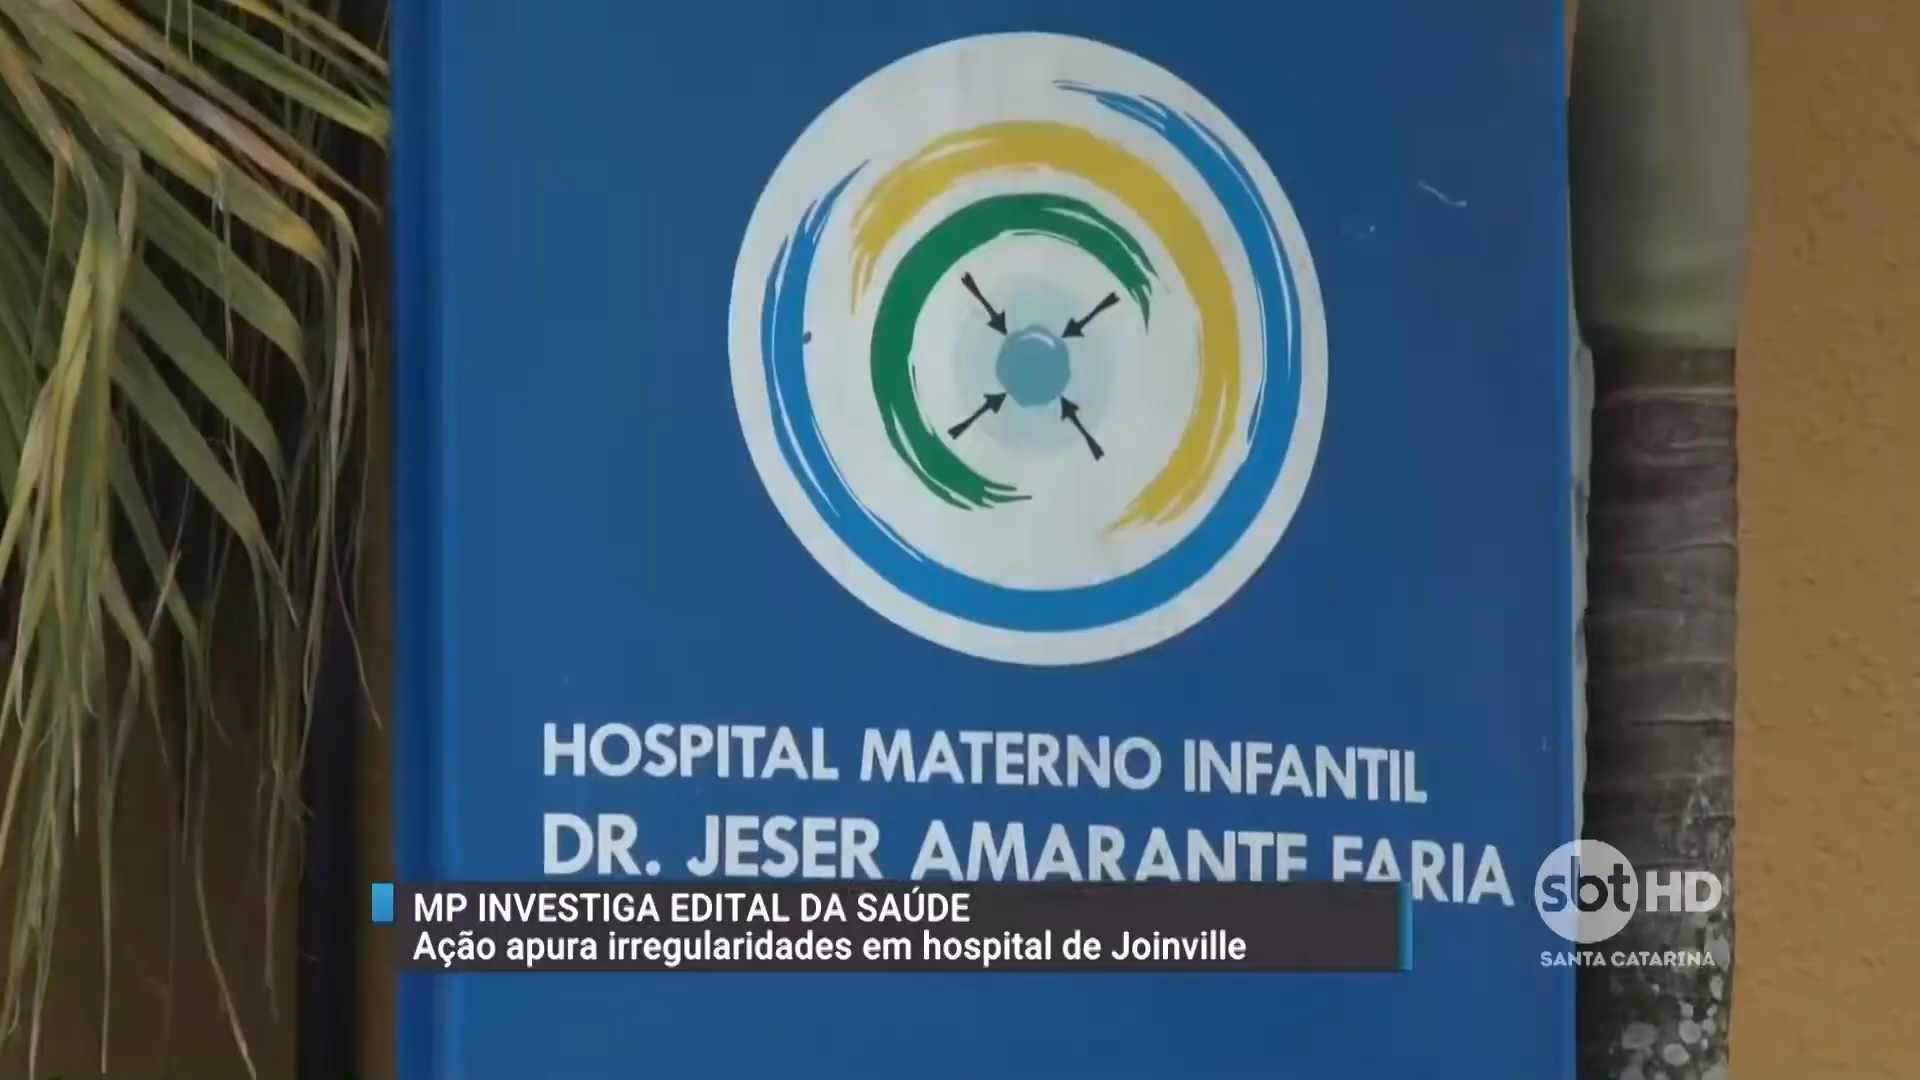 HOSPITAL MATERNO INFANTIL
DR. JESER AMARANTE FARIA
MP INVESTIGA EDITAL DA SAÚDE
Ação apura irregularidades em hospital de Joinville
sbt HD
SANTA CATARINA